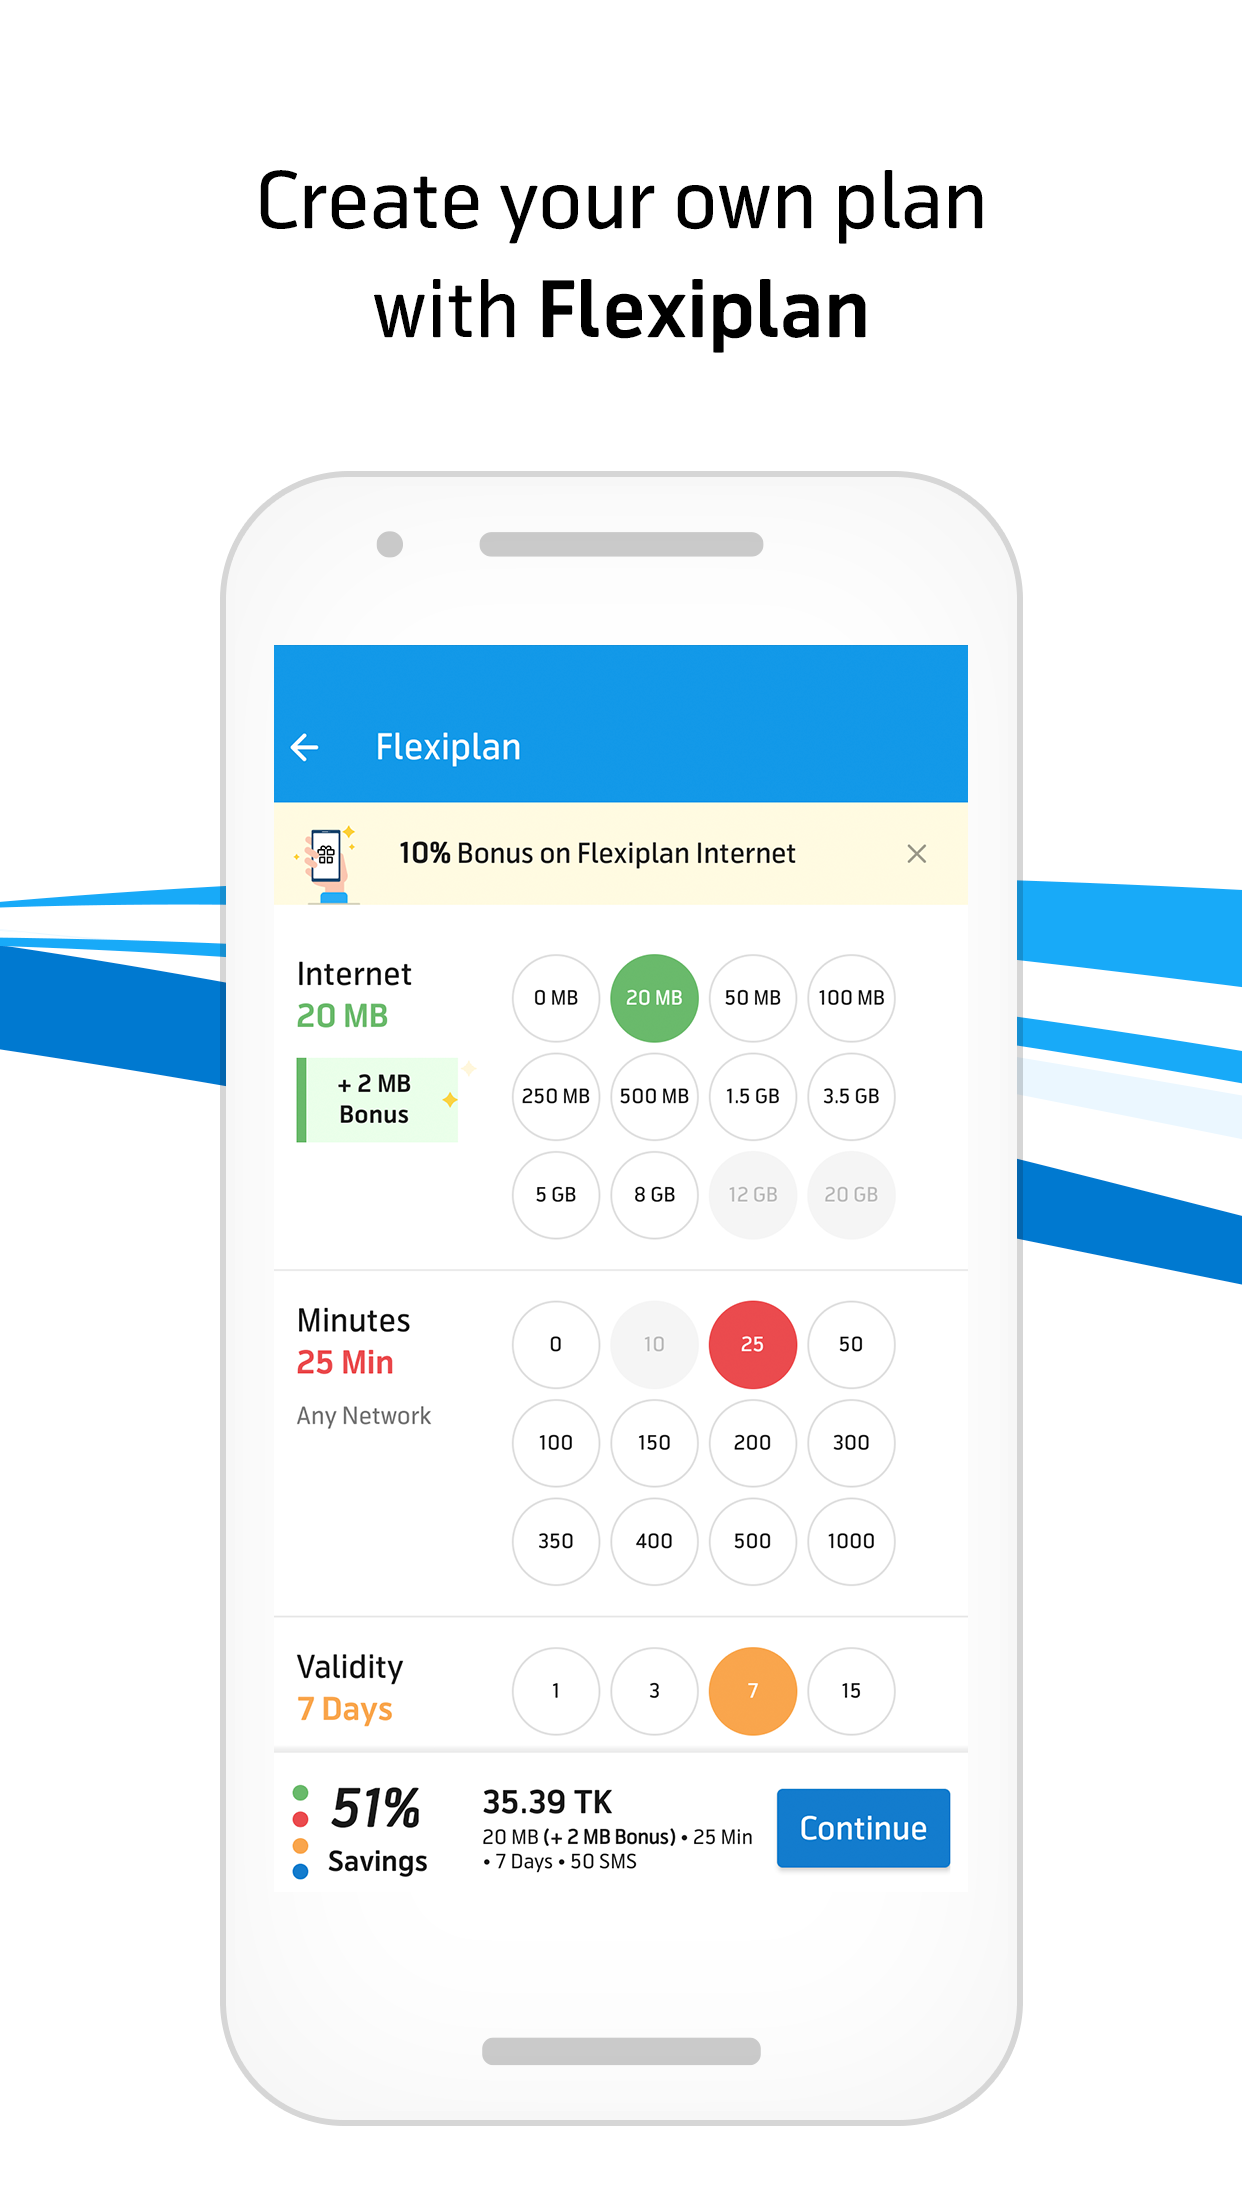 Create your own plan
with Flexiplan
Flexiplan
10% Bonus on Flexiplan Internet
Internet
20 MB
+ 2 MB
Bonus
0 MB
20 MB
50 MB
100 MB
250 MB
500 MB
1.5 GB
3.5 GB
5 GB
8 GB
12 GB
20 GB
Minutes
25 Min
Any Network
0
10
25
50
100
150
200
300
350
400
500
1000
Validity
7 Days
1
3
7
15
51%
Savings
35.39 TK
20 MB (+ 2 MB Bonus) • 25 Min
• 7 Days • 50 SMS
Continue